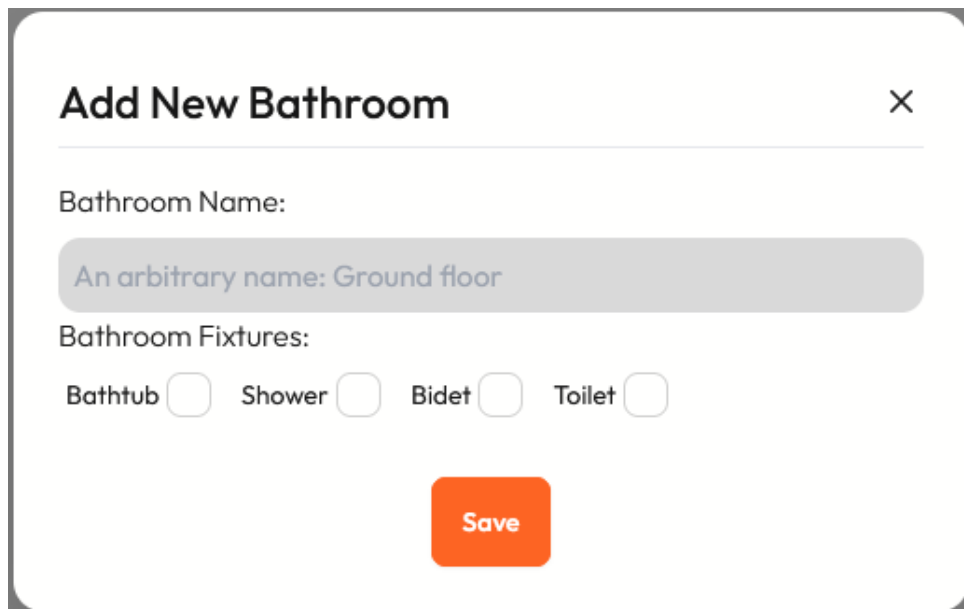 Add New Bathroom
Bathroom Name:
An arbitrary name: Ground floor
Bathroom Fixtures:
Bathtub Shower Bidet Toilet
Save